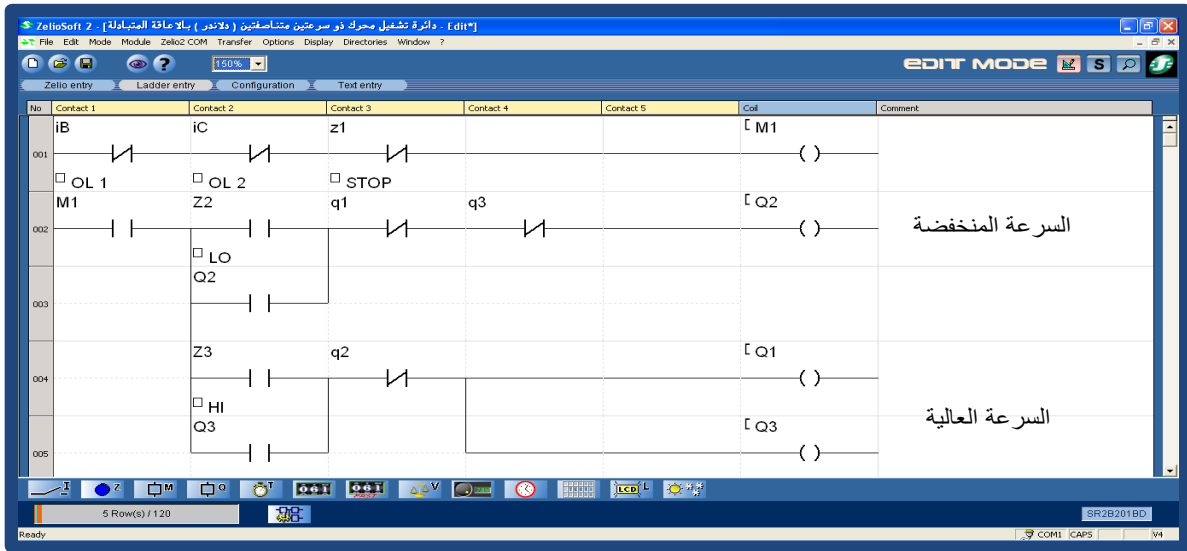 ZelioSoft 2 - [دائرة تشغيل محرك ذو سرعتين متناصفتين ( دلاندر ) بالاعاقة المتبادلة - Edit*]
File Edit Mode Module Zelio2 COM Transfer Options Display Directories Window ?
150% EDIT MODE S
Zelio entry Ladder entry Configuration Text entry
No Contact 1 Contact 2 Contact 3 Contact 4 Contact 5 Coil Comment
iB iC z1 [ M1
001 ( )
OL 1 OL 2 STOP
M1 Z2 q1 q3 [ Q2
002 ( ) السرعة المنخفضة
LO
Q2
003
Z3 q2 [ Q1
004 ( )
HI
Q3 [ Q3
السرعة العالية
005 ( )
I Z M Q T 061 061 FAST V LCD L
5 Row(s) / 120 SR2B201BD
Ready COM1 CAPS V4